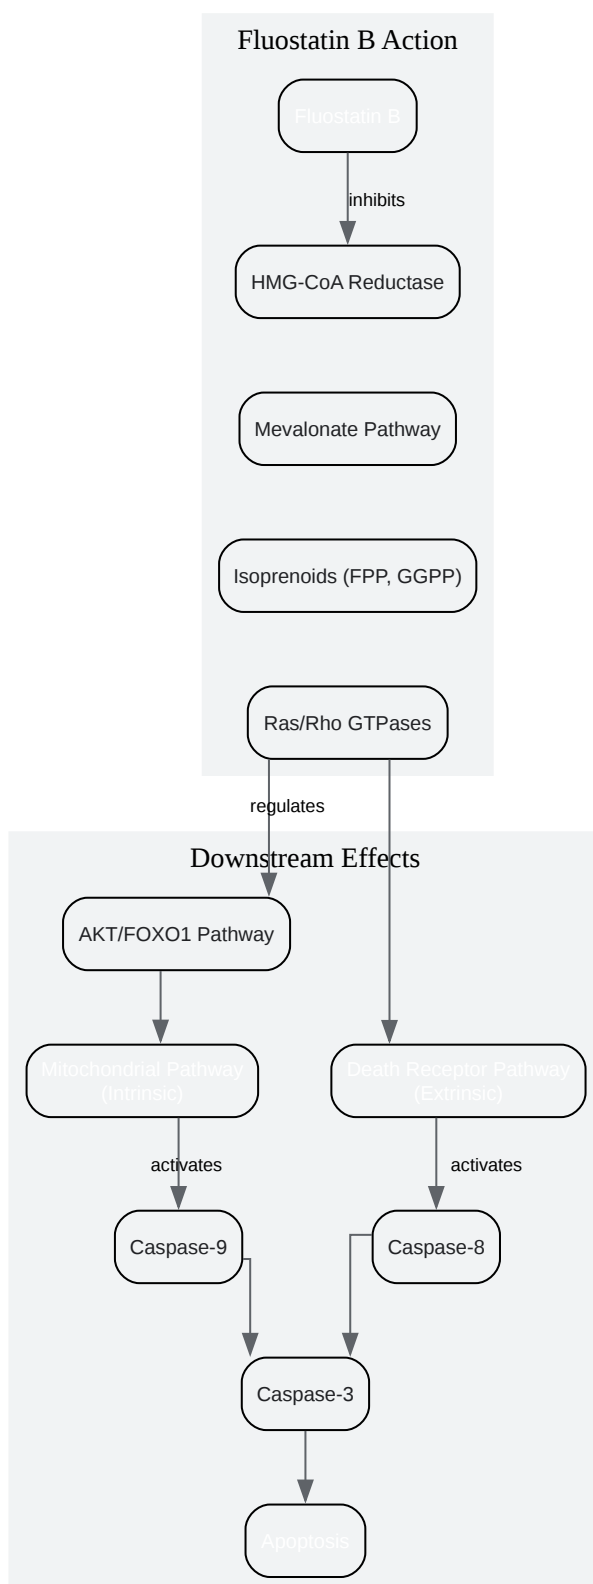 Fluostatin B Action
Fluostatin B
inhibits
HMG-CoA Reductase
Mevalonate Pathway
Isoprenoids (FPP, GGPP)
Ras/Rho GTPases
regulates
Downstream Effects
AKT/FOXO1 Pathway
Mitochondrial Pathway
(Intrinsic)
Death Receptor Pathway
(Extrinsic)
activates
activates
Caspase-9
Caspase-8
Caspase-3
Apoptosis